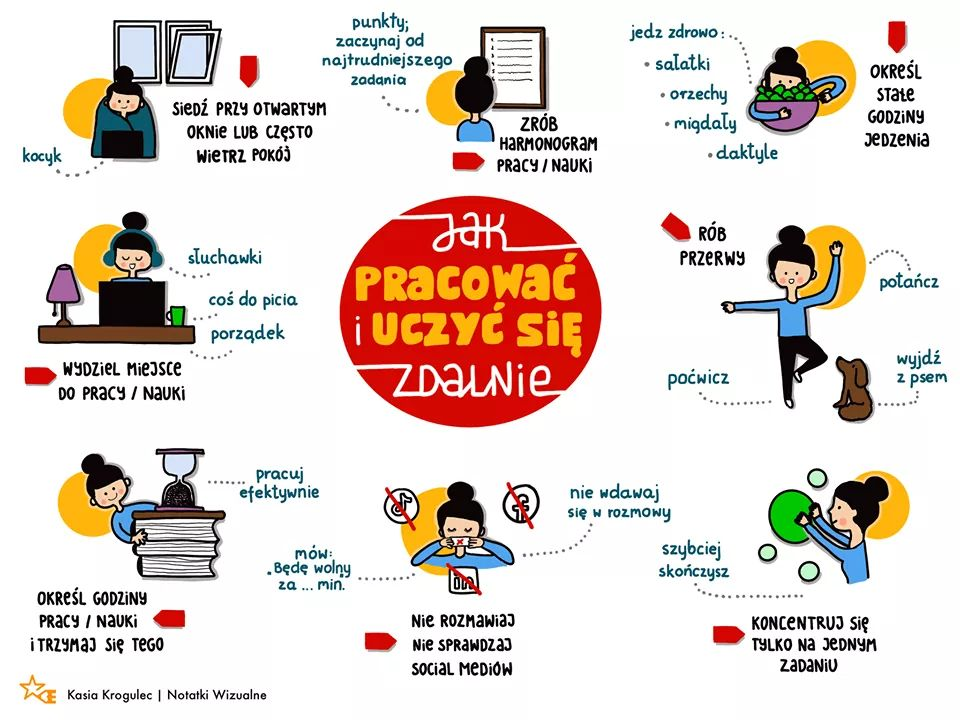 SIEDŹ PRZY OTWARTYM
OKNIE LUB CZĘSTO
WIETRZ POKÓJ
kocyk
punkty;
zaczynaj od
najtrudniejszego
zadania
ZRÓB
HARMONOGRAM
PRACY / NAUKI
jedz zdrowo:
• sałatki
• orzechy
• migdały
• daktyle
OKREŚL
STAŁE
GODZINY
JEDZENIA
słuchawki
coś do picia
porządek
WYDZIEL MIEJSCE
DO PRACY / NAUKI
Jak
PRACOWAĆ
i UCZYĆ SIĘ
ZDALNIE
RÓB
PRZERWY
potańcz
poćwicz
wyjdź
z psem
pracuj
efektywnie
OKREŚL GODZINY
PRACY / NAUKI
I TRZYMAJ SIĘ TEGO
mów:
• Będę wolny
za ... min.
nie wdawaj
się w rozmowy
f
in
NIE ROZMAWIAJ
NIE SPRAWDZAJ
SOCIAL MEDIÓW
szybciej
skończysz
KONCENTRUJ SIĘ
TYLKO NA JEDNYM
ZADANIU
Kasia Krogulec | Notatki Wizualne